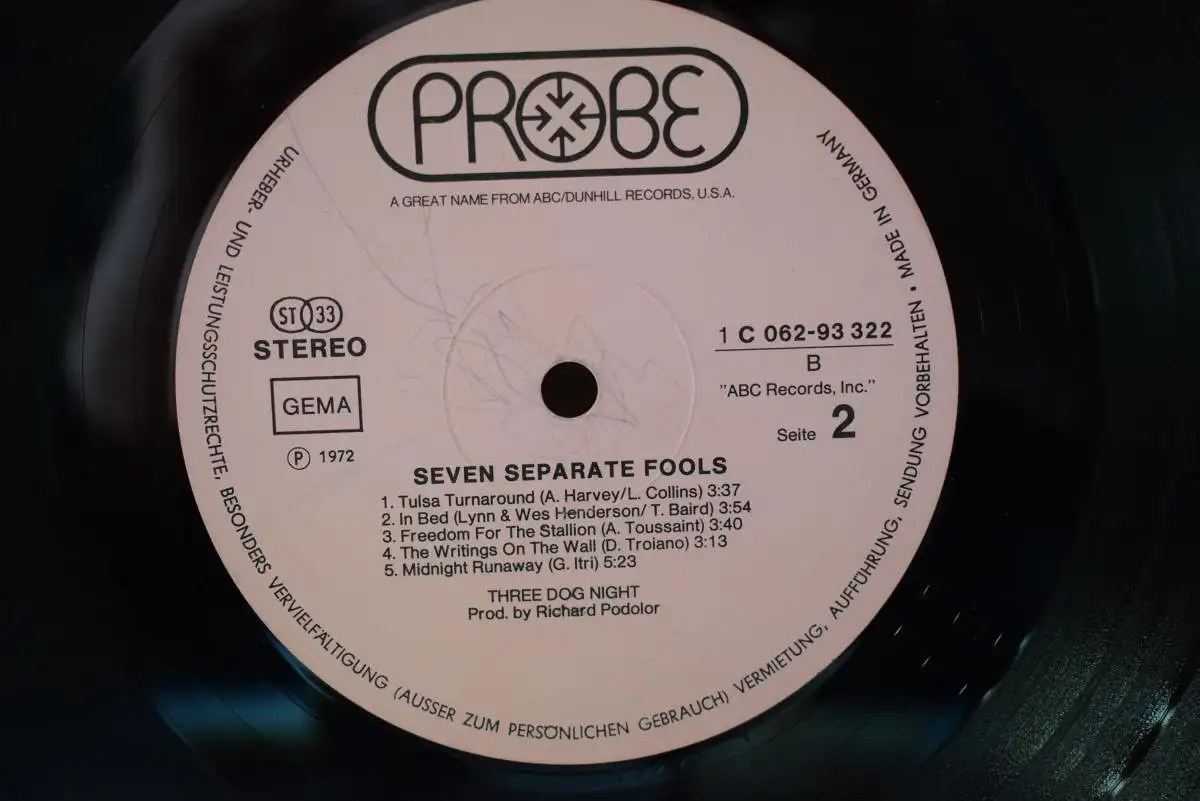 PROBE
A GREAT NAME FROM ABC/DUNHILL RECORDS, U.S.A.
ST 33
STEREO
GEMA
Ⓟ 1972
1 C 062-93 322
B
"ABC Records, Inc."
Seite 2
SEVEN SEPARATE FOOLS
1. Tulsa Turnaround (A. Harvey/L. Collins) 3:37
2. In Bed (Lynn & Wes Henderson/ T. Baird) 3:54
3. Freedom For The Stallion (A. Toussaint) 3:40
4. The Writings On The Wall (D. Troiano) 3:13
5. Midnight Runaway (G. Itri) 5:23
THREE DOG NIGHT
Prod. by Richard Podolor
URHEBER- UND LEISTUNGSSCHUTZRECHTE, BESONDERS VERVIELFÄLTIGUNG (AUSSER ZUM PERSÖNLICHEN GEBRAUCH) VERMIETUNG, AUFFÜHRUNG, SENDUNG VORBEHALTEN • MADE IN GERMANY